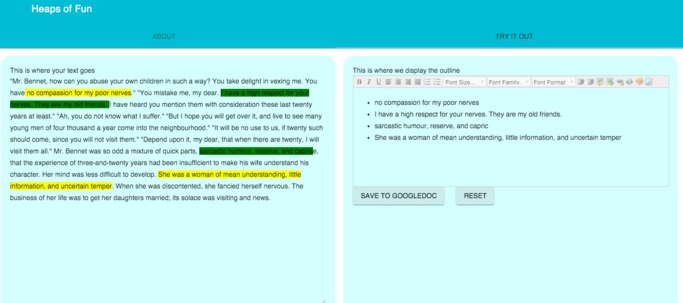 Heaps of Fun
ABOUT
TRY IT OUT
This is where your text goes
"Mr. Bennet, how can you abuse your own children in such a way? You take delight in vexing me. You
have no compassion for my poor nerves." "You mistake me, my dear. I have a high respect for your
nerves. They are my old friends. I have heard you mention them with consideration these last twenty
years at least." "Ah, you do not know what I suffer." "But I hope you will get over it, and live to see many
young men of four thousand a year come into the neighbourhood." "It will be no use to us, if twenty such
should come, since you will not visit them." "Depend upon it, my dear, that when there are twenty, I will
visit them all." Mr. Bennet was so odd a mixture of quick parts, sarcastic humour, reserve, and caprice,
that the experience of three-and-twenty years had been insufficient to make his wife understand his
character. Her mind was less difficult to develop. She was a woman of mean understanding, little
information, and uncertain temper. When she was discontented, she fancied herself nervous. The
business of her life was to get her daughters married; its solace was visiting and news.
This is where we display the outline
B I U Font Size... Font Family. Font Format
no compassion for my poor nerves
I have a high respect for your nerves. They are my old friends.
sarcastic humour, reserve, and capric
She was a woman of mean understanding, little information, and uncertain temper
SAVE TO GOOGLEDOC
RESET